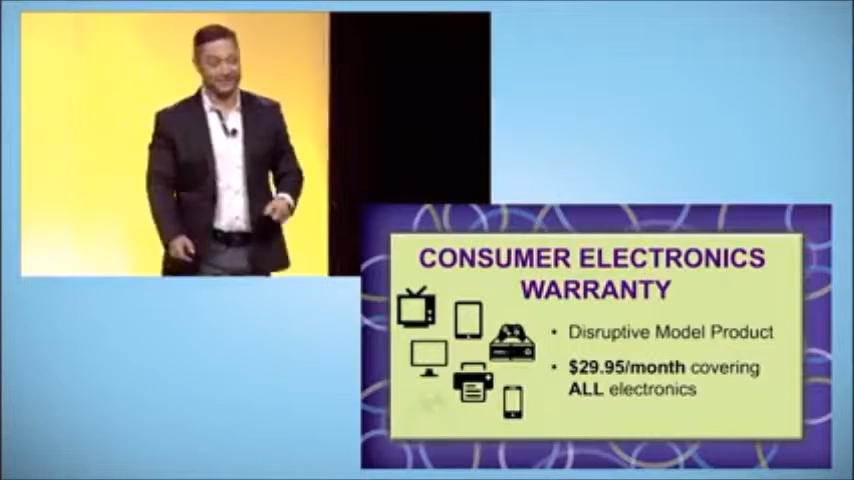 CONSUMER ELECTRONICS
WARRANTY
• Disruptive Model Product
• $29.95/month covering
ALL electronics